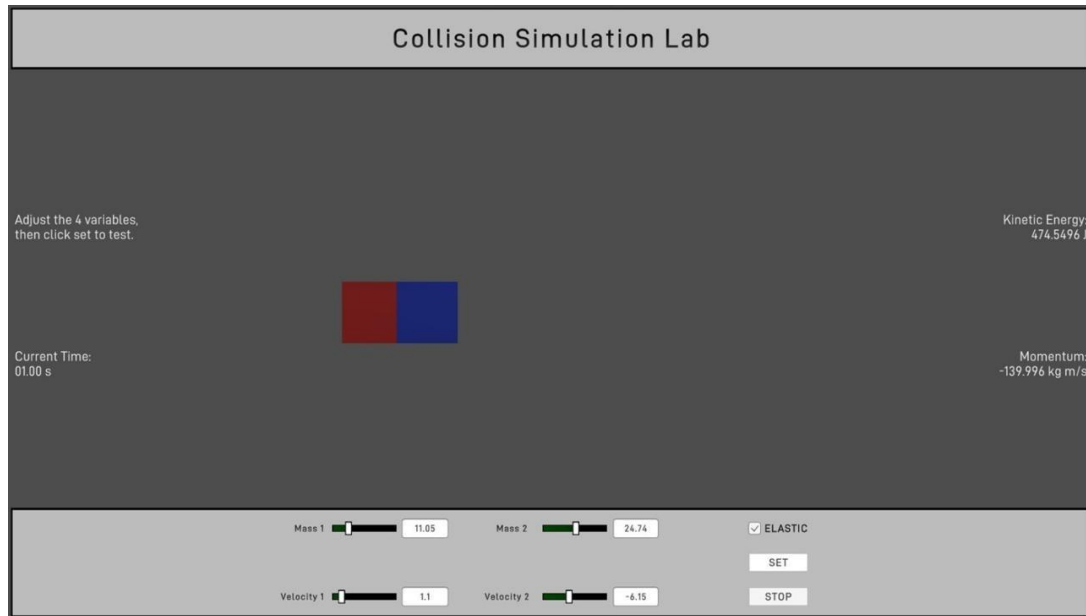 Collision Simulation Lab
Adjust the 4 variables,
then click set to test.
Kinetic Energy:
474.5496 J
Current Time:
01.00 s
Momentum:
-139.996 kg m/s
Mass 1 11.05 Mass 2 24.74 ELASTIC
SET
Velocity 1 1.1 Velocity 2 -6.15 STOP